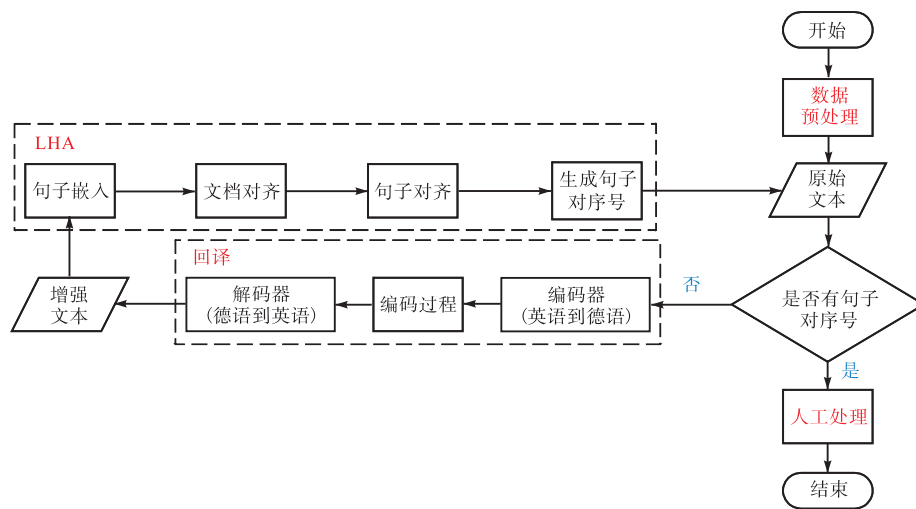 开始
数据
预处理
LHA
句子嵌入
文档对齐
句子对齐
生成句子
对序号
原始
文本
回译
增强
文本
解码器
(德语到英语)
编码过程
编码器
(英语到德语)
否
是否有句子
对序号
是
人工处理
结束